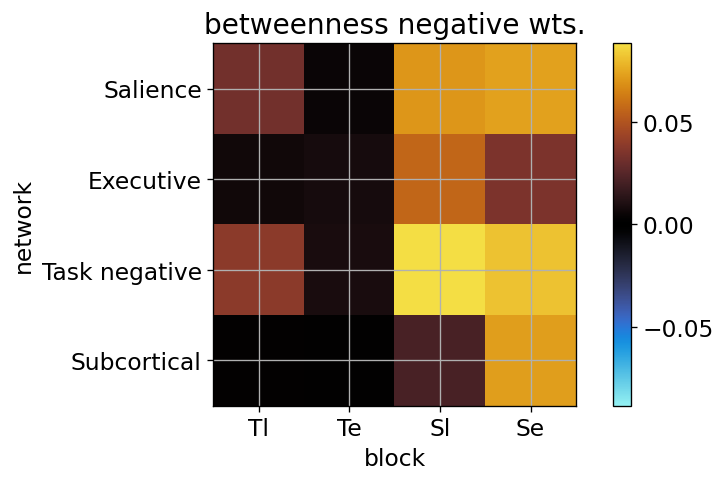 betweenness negative wts.
Salience
Executive
Task negative
Subcortical
network
Tl Te Sl Se
block
0.05
0.00
−0.05